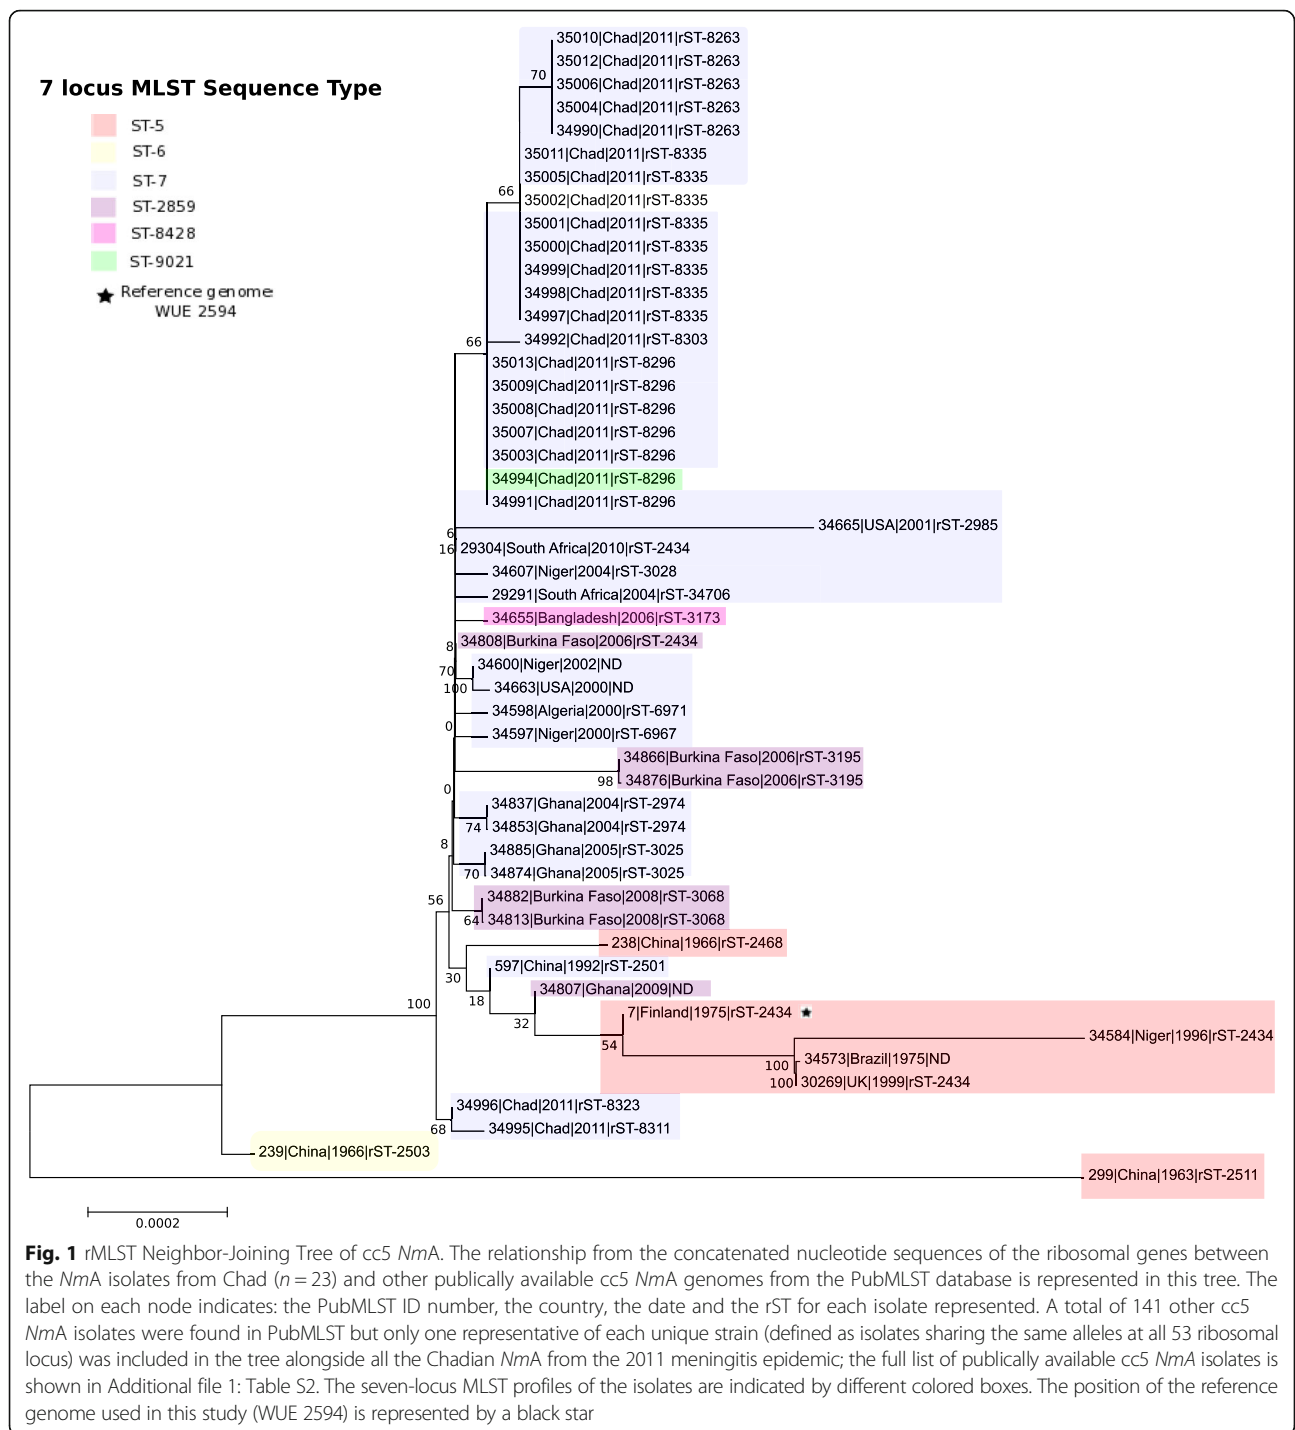 7 locus MLST Sequence Type
ST-5
ST-6
ST-7
ST-2859
ST-8428
ST-9021
Reference genome
WUE 2594
35010|Chad|2011|rST-8263
35012|Chad|2011|rST-8263
70
35006|Chad|2011|rST-8263
35004|Chad|2011|rST-8263
34990|Chad|2011|rST-8263
35011|Chad|2011|rST-8335
35005|Chad|2011|rST-8335
66
35002|Chad|2011|rST-8335
35001|Chad|2011|rST-8335
35000|Chad|2011|rST-8335
34999|Chad|2011|rST-8335
34998|Chad|2011|rST-8335
34997|Chad|2011|rST-8335
34992|Chad|2011|rST-8303
66
35013|Chad|2011|rST-8296
35009|Chad|2011|rST-8296
35008|Chad|2011|rST-8296
35007|Chad|2011|rST-8296
35003|Chad|2011|rST-8296
34994|Chad|2011|rST-8296
34991|Chad|2011|rST-8296
34665|USA|2001|rST-2985
6
16
29304|South Africa|2010|rST-2434
34607|Niger|2004|rST-3028
29291|South Africa|2004|rST-34706
34655|Bangladesh|2006|rST-3173
34808|Burkina Faso|2006|rST-2434
8
34600|Niger|2002|ND
70
34663|USA|2000|ND
100
34598|Algeria|2000|rST-6971
0
34597|Niger|2000|rST-6967
34866|Burkina Faso|2006|rST-3195
34876|Burkina Faso|2006|rST-3195
98
0
34837|Ghana|2004|rST-2974
34853|Ghana|2004|rST-2974
74
8
34885|Ghana|2005|rST-3025
34874|Ghana|2005|rST-3025
70
56
34882|Burkina Faso|2008|rST-3068
34813|Burkina Faso|2008|rST-3068
64
238|China|1966|rST-2468
597|China|1992|rST-2501
30
34807|Ghana|2009|ND
18
100
7|Finland|1975|rST-2434
32
34584|Niger|1996|rST-2434
54
34573|Brazil|1975|ND
100
30269|UK|1999|rST-2434
100
34996|Chad|2011|rST-8323
34995|Chad|2011|rST-8311
68
239|China|1966|rST-2503
299|China|1963|rST-2511
0.0002
Fig. 1 rMLST Neighbor-Joining Tree of cc5 NmA. The relationship from the concatenated nucleotide sequences of the ribosomal genes between
the NmA isolates from Chad (n = 23) and other publically available cc5 NmA genomes from the PubMLST database is represented in this tree. The
label on each node indicates: the PubMLST ID number, the country, the date and the rST for each isolate represented. A total of 141 other cc5
NmA isolates were found in PubMLST but only one representative of each unique strain (defined as isolates sharing the same alleles at all 53 ribosomal
locus) was included in the tree alongside all the Chadian NmA from the 2011 meningitis epidemic; the full list of publically available cc5 NmA isolates is
shown in Additional file 1: Table S2. The seven-locus MLST profiles of the isolates are indicated by different colored boxes. The position of the reference
genome used in this study (WUE 2594) is represented by a black star